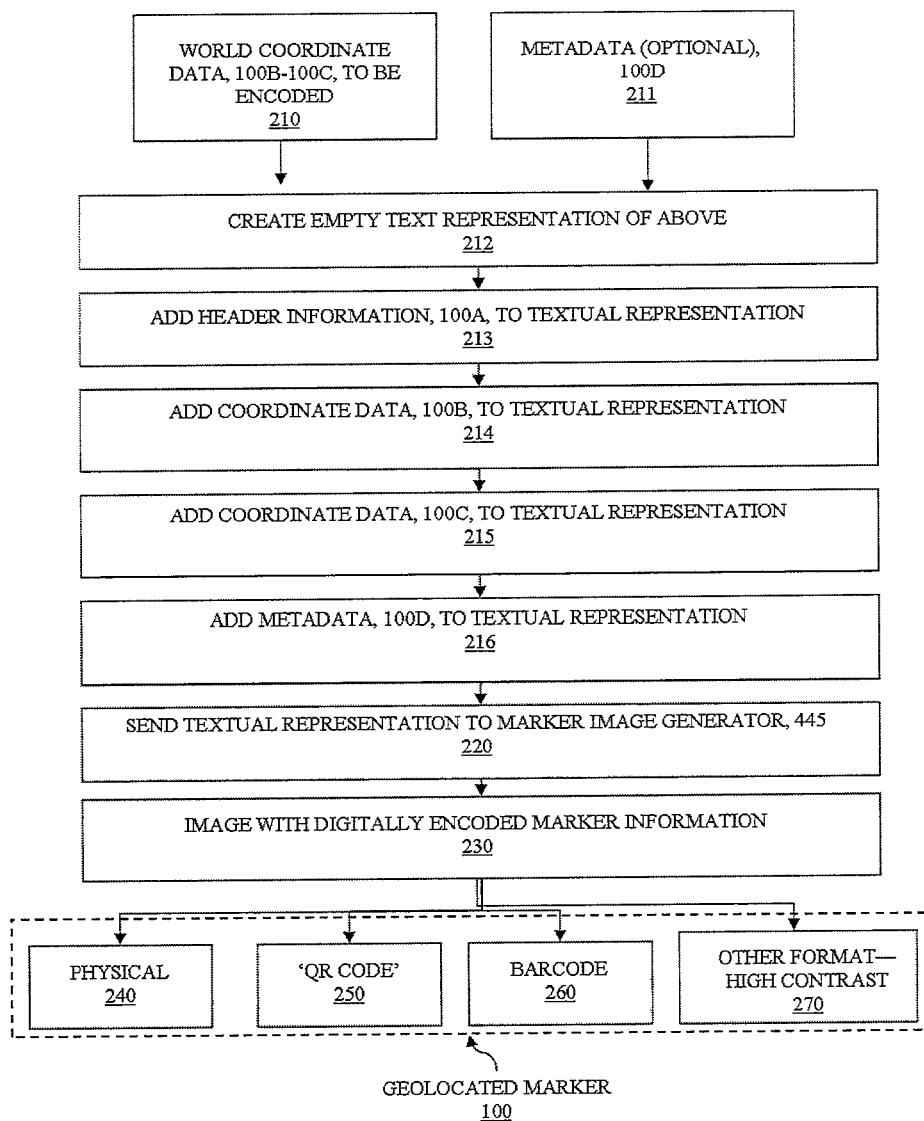 WORLD COORDINATE
DATA, 100B-100C, TO BE
ENCODED
210
METADATA (OPTIONAL),
100D
211
CREATE EMPTY TEXT REPRESENTATION OF ABOVE
212
ADD HEADER INFORMATION, 100A, TO TEXTUAL REPRESENTATION
213
ADD COORDINATE DATA, 100B, TO TEXTUAL REPRESENTATION
214
ADD COORDINATE DATA, 100C, TO TEXTUAL REPRESENTATION
215
ADD METADATA, 100D, TO TEXTUAL REPRESENTATION
216
SEND TEXTUAL REPRESENTATION TO MARKER IMAGE GENERATOR, 445
220
IMAGE WITH DIGITALLY ENCODED MARKER INFORMATION
230
PHYSICAL
240
‘QR CODE’
250
BARCODE
260
OTHER FORMAT—
HIGH CONTRAST
270
GEOLOCATED MARKER
100